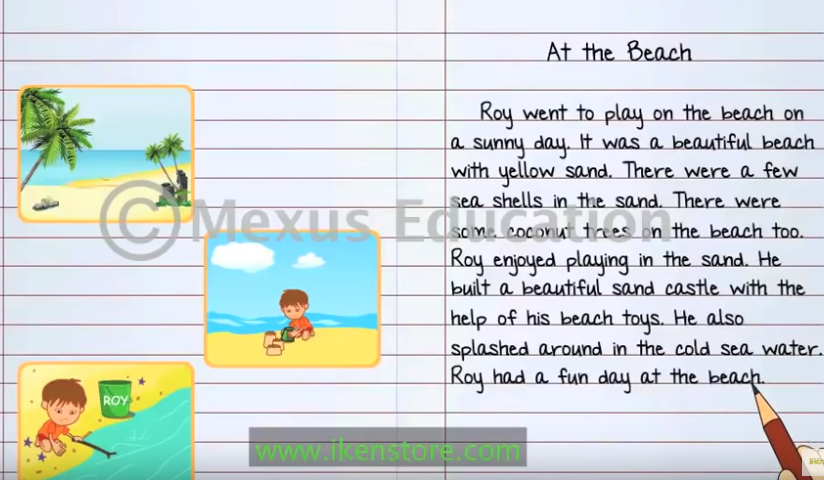 At the Beach
Roy went to play on the beach on
a sunny day. It was a beautiful beach
with yellow sand. There were a few
sea shells in the sand. There were
some coconut trees on the beach too.
Roy enjoyed playing in the sand. He
built a beautiful sand castle with the
help of his beach toys. He also
splashed around in the cold sea water.
Roy had a fun day at the beach.
© Mexus Education
ROY
www.ikenstore.com